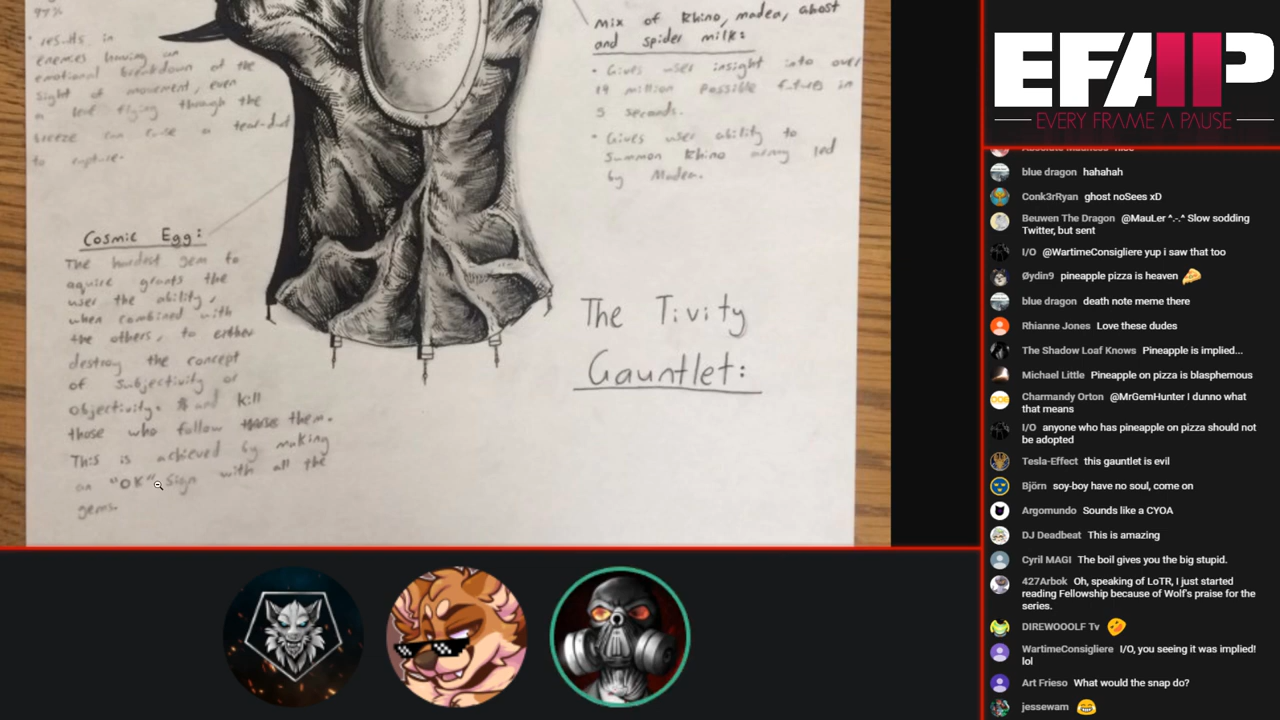 97%
results in
enemies having an
emotional breakdown at the
sight of movement, even
a leaf flying through the
breeze can cause a tear-duct
to rupture.
Mix of Rhino, madea, ghost
and spider milk:
• Gives user insight into over
14 million possible futures in
5 seconds.
• Gives user ability to
Summon Rhino army led
by Madea.
Cosmic Egg:
The hardest gem to
aquire grants the
user the ability,
when combined with
the others, to either
destroy the concept
of subjectivity or
objectivity. and kill
those who follow them.
This is achieved by making
an "OK" Sign with all the
gems.
The Tivity
Gauntlet:
EFAP
EVERY FRAME A PAUSE
blue dragon hahahah
Conk3rRyan ghost noSees xD
Beuwen The Dragon @MauLer ^.-.^ Slow sodding
Twitter, but sent
I/O @WartimeConsigliere yup i saw that too
Øydin9 pineapple pizza is heaven 🍕
blue dragon death note meme there
Rhianne Jones Love these dudes
The Shadow Loaf Knows Pineapple is implied...
Michael Little Pineapple on pizza is blasphemous
Charmandy Orton @MrGemHunter I dunno what
that means
I/O anyone who has pineapple on pizza should not
be adopted
Tesla-Effect this gauntlet is evil
Björn soy-boy have no soul, come on
Argomundo Sounds like a CYOA
DJ Deadbeat This is amazing
Cyril MAGI The boil gives you the big stupid.
427Arbok Oh, speaking of LoTR, I just started
reading Fellowship because of Wolf's praise for the
series.
DIREWOOOLF Tv
WartimeConsigliere I/O, you seeing it was implied!
lol
Art Frieso What would the snap do?
jessewam 😂